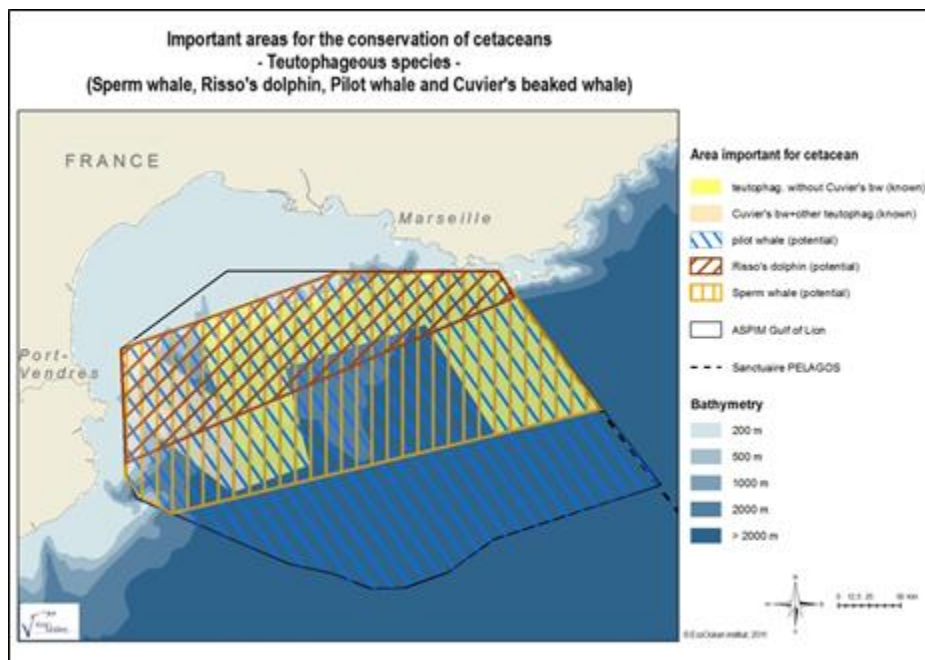 Important areas for the conservation of cetaceans
- Teutophageous species -
(Sperm whale, Risso's dolphin, Pilot whale and Cuvier's beaked whale)
FRANCE
Marseille
Port-
Vendres
Area important for cetacean
teutophag. without Cuvier's bw (known)
Cuvier's bw+other teutophag.(known)
pilot whale (potential)
Risso's dolphin (potential)
Sperm whale (potential)
ASPIM Gulf of Lion
Sanctuaire PELAGOS
Bathymetry
200 m
500 m
1000 m
2000 m
> 2000 m
© EcoOcéan Institut, 2011